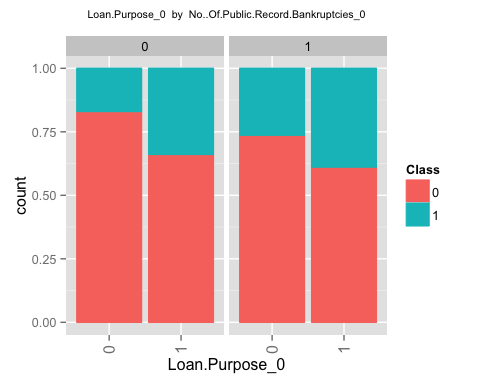 Loan.Purpose_0 by No..Of.Public.Record.Bankruptcies_0
0 1
1.00
0.75
0.50
0.25
0.00
count
0 1 0 1
Loan.Purpose_0
Class
0
1